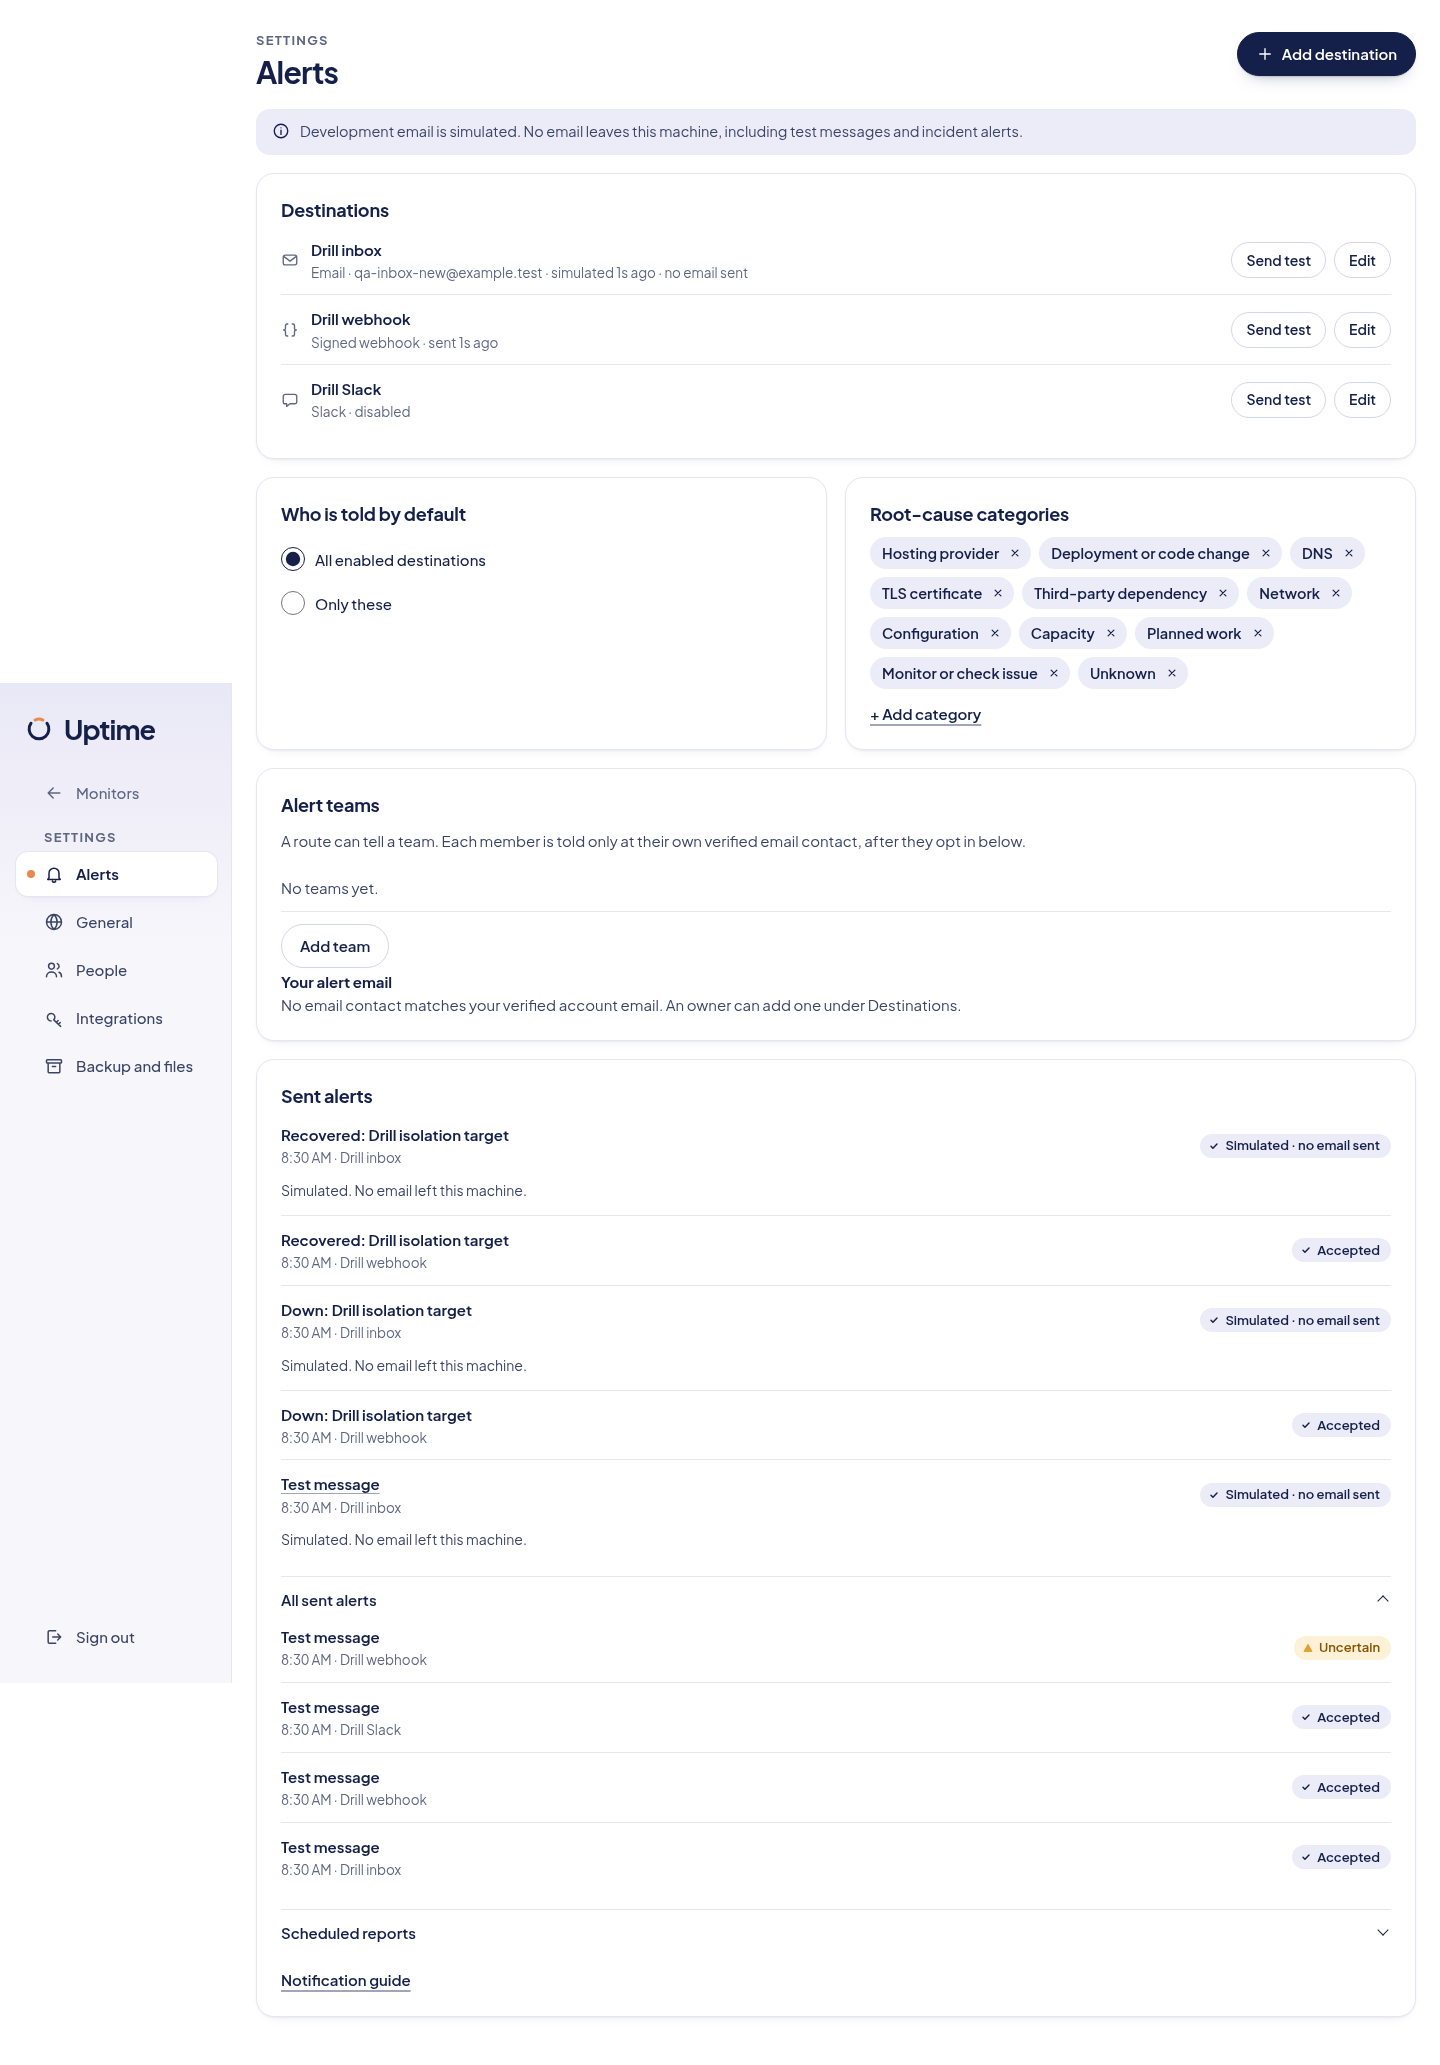 SETTINGS
Alerts
+ Add destination
Development email is simulated. No email leaves this machine, including test messages and incident alerts.
Destinations
Drill inbox
Email · qa-inbox-new@example.test · simulated 1s ago · no email sent
Send test
Edit
Drill webhook
Signed webhook · sent 1s ago
Send test
Edit
Drill Slack
Slack · disabled
Send test
Edit
Who is told by default
All enabled destinations
Only these
Root-cause categories
Hosting provider ×
Deployment or code change ×
DNS ×
TLS certificate ×
Third-party dependency ×
Network ×
Configuration ×
Capacity ×
Planned work ×
Monitor or check issue ×
Unknown ×
+ Add category
Uptime
Monitors
SETTINGS
Alerts
General
People
Integrations
Backup and files
Sign out
Alert teams
A route can tell a team. Each member is told only at their own verified email contact, after they opt in below.
No teams yet.
Add team
Your alert email
No email contact matches your verified account email. An owner can add one under Destinations.
Sent alerts
Recovered: Drill isolation target
8:30 AM · Drill inbox
Simulated · no email sent
Simulated. No email left this machine.
Recovered: Drill isolation target
8:30 AM · Drill webhook
Accepted
Down: Drill isolation target
8:30 AM · Drill inbox
Simulated · no email sent
Simulated. No email left this machine.
Down: Drill isolation target
8:30 AM · Drill webhook
Accepted
Test message
8:30 AM · Drill inbox
Simulated · no email sent
Simulated. No email left this machine.
All sent alerts
Test message
8:30 AM · Drill webhook
Uncertain
Test message
8:30 AM · Drill Slack
Accepted
Test message
8:30 AM · Drill webhook
Accepted
Test message
8:30 AM · Drill inbox
Accepted
Scheduled reports
Notification guide